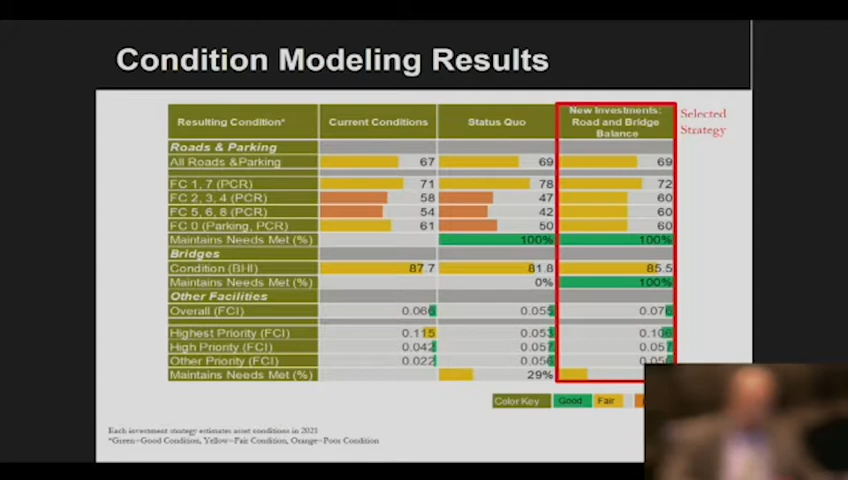 Condition Modeling Results
Resulting Condition* Current Conditions Status Quo New Investments: Road and Bridge Balance
Selected Strategy
Roads & Parking
All Roads &Parking 67 69 69
FC 1, 7 (PCR) 71 78 72
FC 2, 3, 4 (PCR) 58 47 60
FC 5, 6, 8 (PCR) 54 42 60
FC 0 (Parking, PCR) 61 50 60
Maintains Needs Met (%) 100% 100%
Bridges
Condition (BHI) 87.7 81.8 85.5
Maintains Needs Met (%) 0% 100%
Other Facilities
Overall (FCI) 0.066 0.055 0.076
Highest Priority (FCI) 0.115 0.053 0.106
High Priority (FCI) 0.042 0.057 0.057
Other Priority (FCI) 0.022 0.056 0.056
Maintains Needs Met (%) 29%
Color Key Good Fair
Each investment strategy estimates asset conditions in 2021
*Green=Good Condition, Yellow=Fair Condition, Orange=Poor Condition